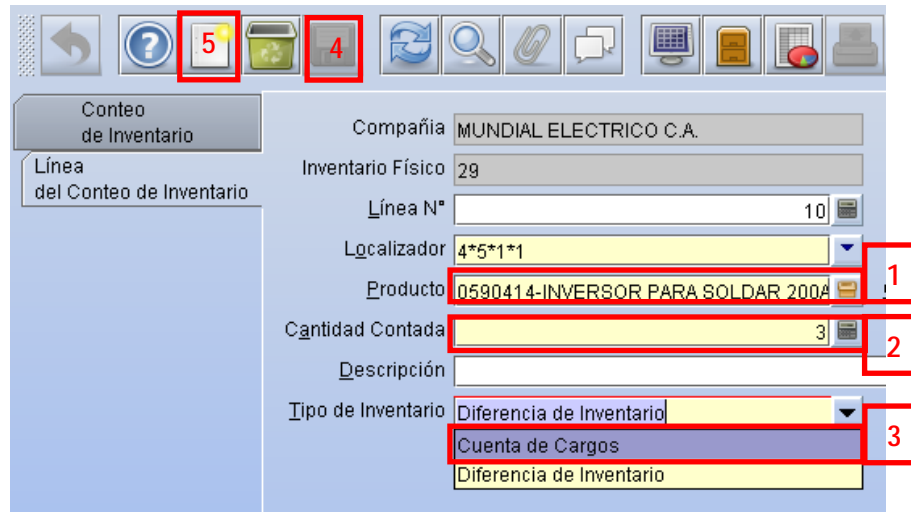 5
4
Conteo
de Inventario
Línea
del Conteo de Inventario
Compañia MUNDIAL ELECTRICO C.A.
Inventario Físico 29
Línea N° 10
Localizador 4*5*1*1
Producto 0590414-INVERSOR PARA SOLDAR 200A
1
Cantidad Contada 3
2
Descripción
Tipo de Inventario Diferencia de Inventario
3
Cuenta de Cargos
Diferencia de Inventario